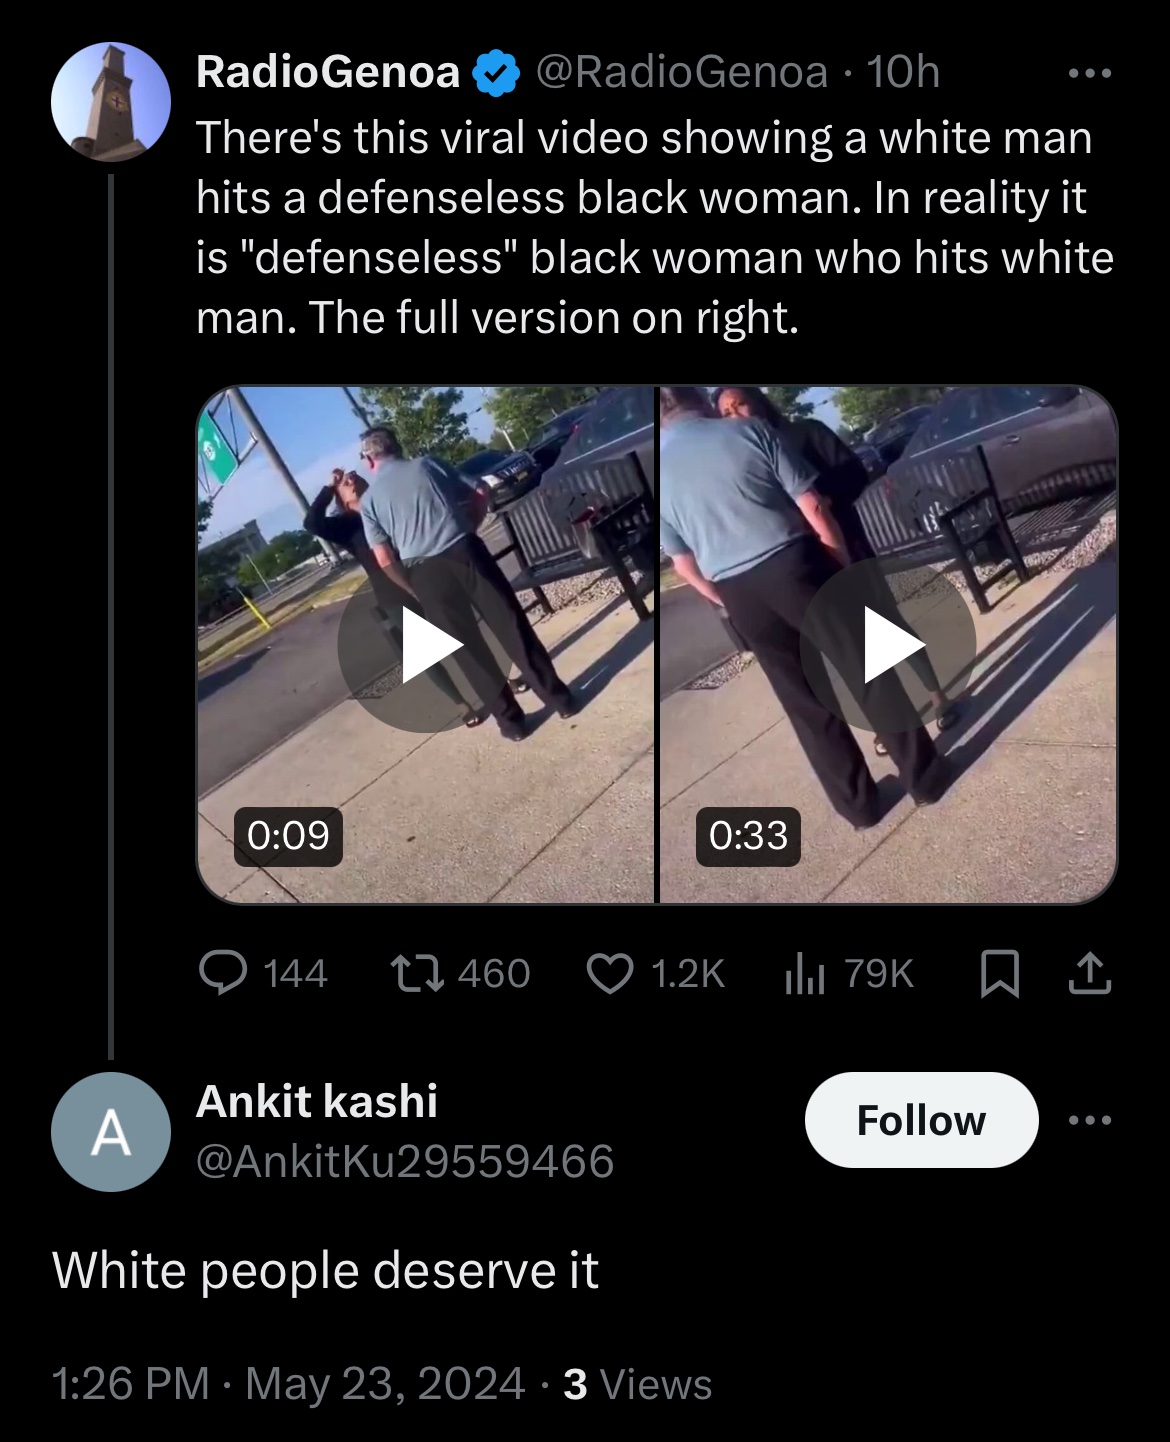 RadioGenoa @RadioGenoa · 10h
There's this viral video showing a white man
hits a defenseless black woman. In reality it
is "defenseless" black woman who hits white
man. The full version on right.
0:09
0:33
144 460 1.2K 79K
A
Ankit kashi
Follow
@AnkitKu29559466
White people deserve it
1:26 PM · May 23, 2024 · 3 Views